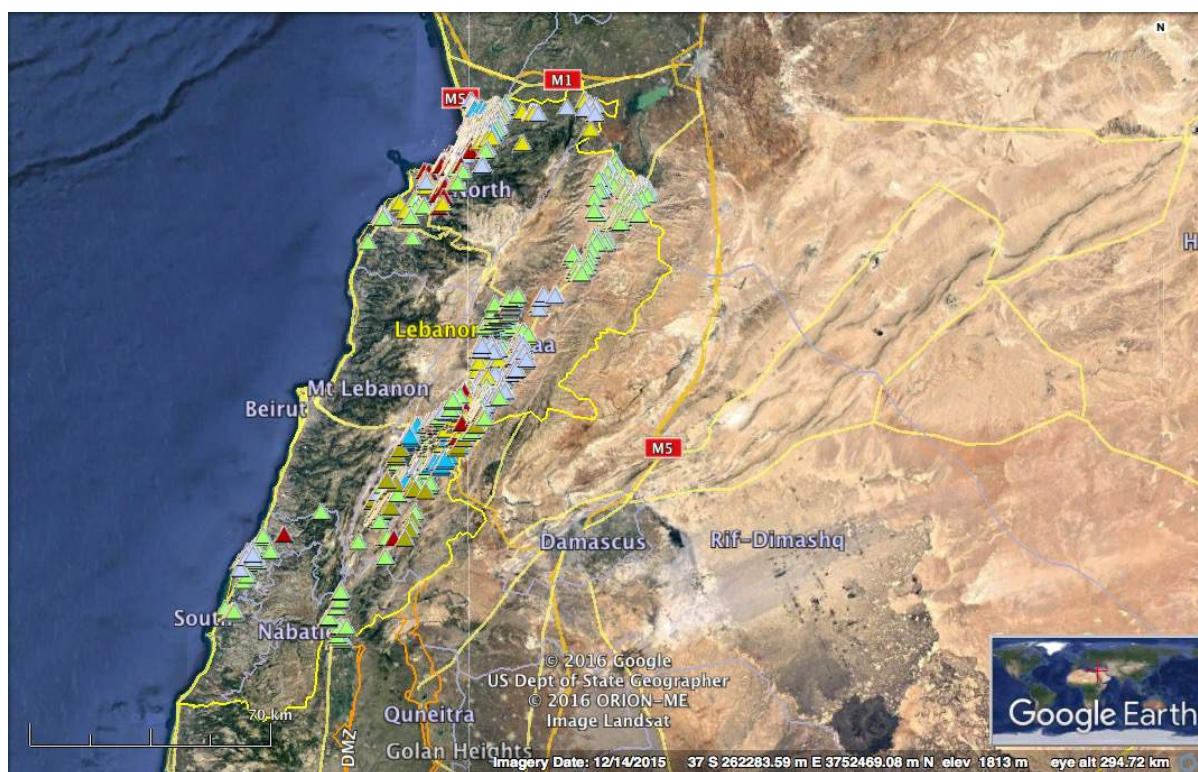 N
M1
M5
North
H
Lebanon
aa
Mt Lebanon
Beirut
M5
Damascus
Rif-Dimashq
Sout
Nabatie
© 2016 Google
US Dept of State Geographer
© 2016 ORION-ME
Image Landsat
70 km
Quneitra
DMZ
Golan Heights
Google Earth
Imagery Date: 12/14/2015 37 S 262283.59 m E 3752469.08 m N elev 1813 m eye alt 294.72 km